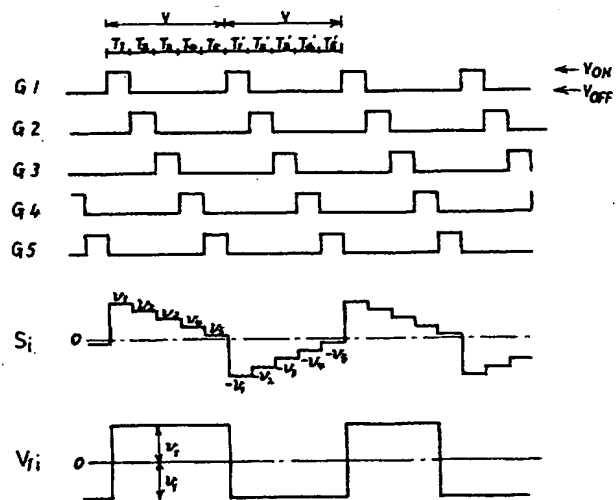 V V
T1 T2 T3 T4 T5 T1' T2' T3' T4' T5'
G1
VON
VOFF
G2
G3
G4
G5
Si
0
v1 v2 v3 v4 v5
-v1 -v2 -v3 -v4 -v5
V1i
0
v1
v1